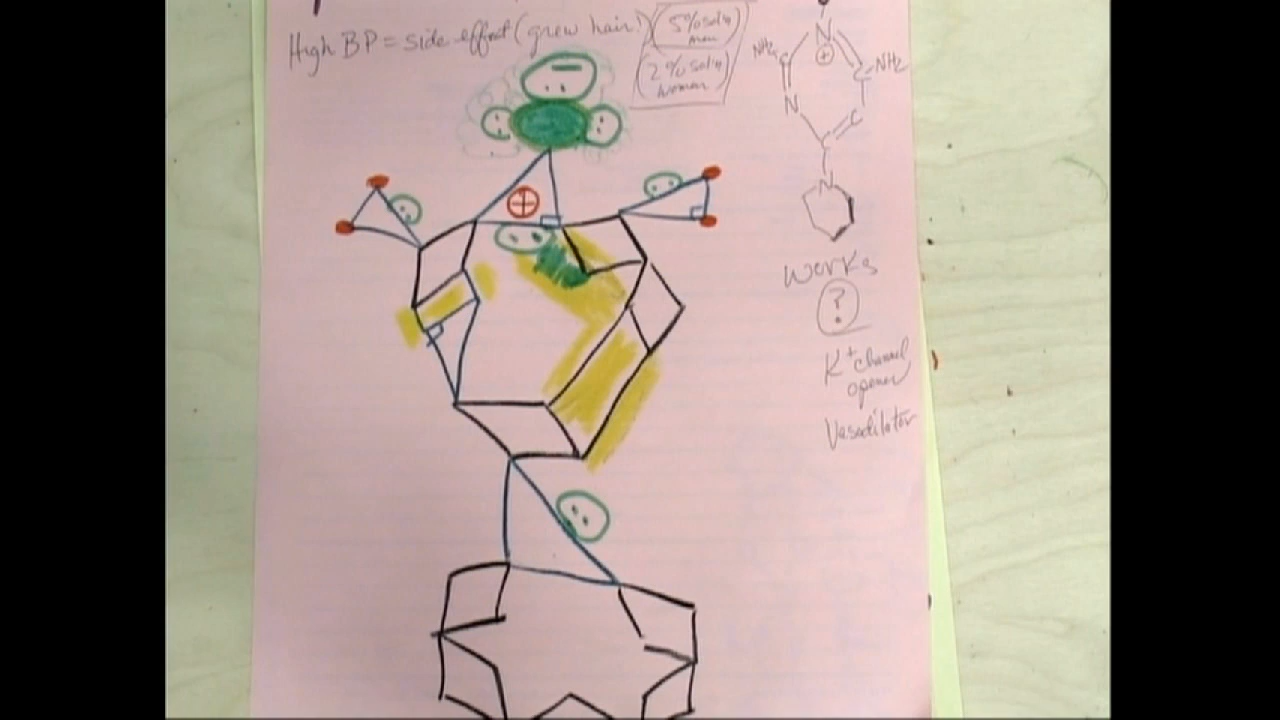 High BP = side effect (grew hair!)
5% soln
men
2% soln
women
N
+
NH2
NH2
C
C
N
C
C
N
Works
?
K+ channel
opener
Vasodilator
+